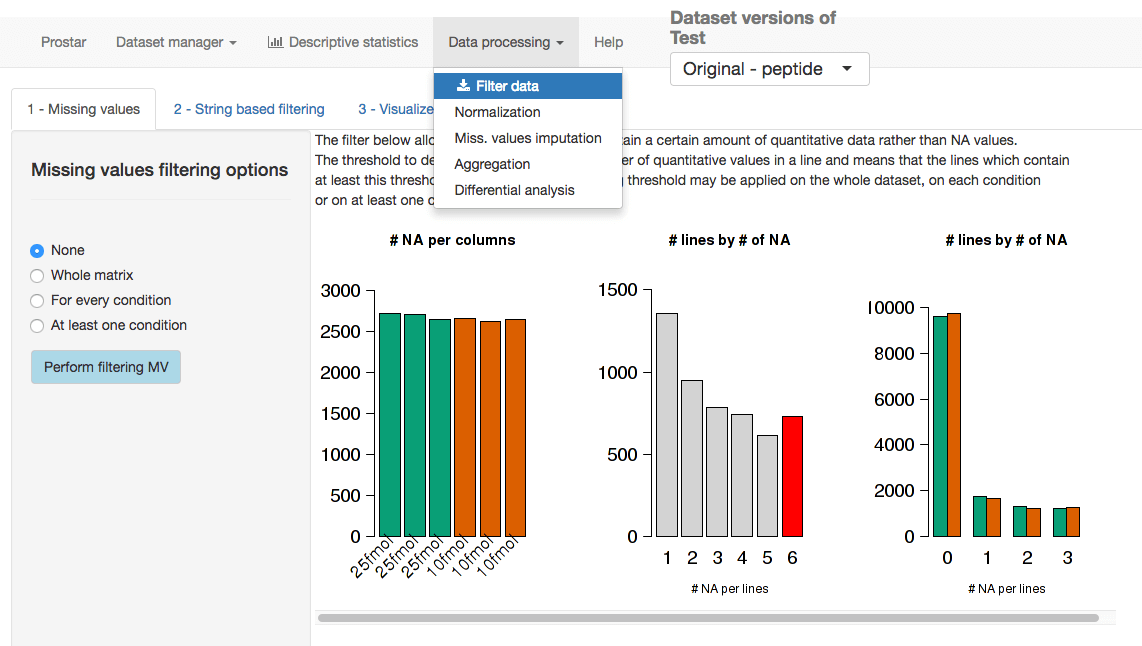 Prostar
Dataset manager
Descriptive statistics
Data processing
Help
Dataset versions of
Test
Original - peptide
Filter data
Normalization
Miss. values imputation
Aggregation
Differential analysis
1 - Missing values
2 - String based filtering
3 - Visualize
Missing values filtering options
None
Whole matrix
For every condition
At least one condition
Perform filtering MV
The filter below allo ain a certain amount of quantitative data rather than NA values.
The threshold to de er of quantitative values in a line and means that the lines which contain
at least this thresho g threshold may be applied on the whole dataset, on each condition
or on at least one c
# NA per columns
3000
2500
2000
1500
1000
500
0
25fmol
25fmol
25fmol
10fmol
10fmol
10fmol
# lines by # of NA
1500
1000
500
0
1 2 3 4 5 6
# NA per lines
# lines by # of NA
10000
8000
6000
4000
2000
0
0 1 2 3
# NA per lines